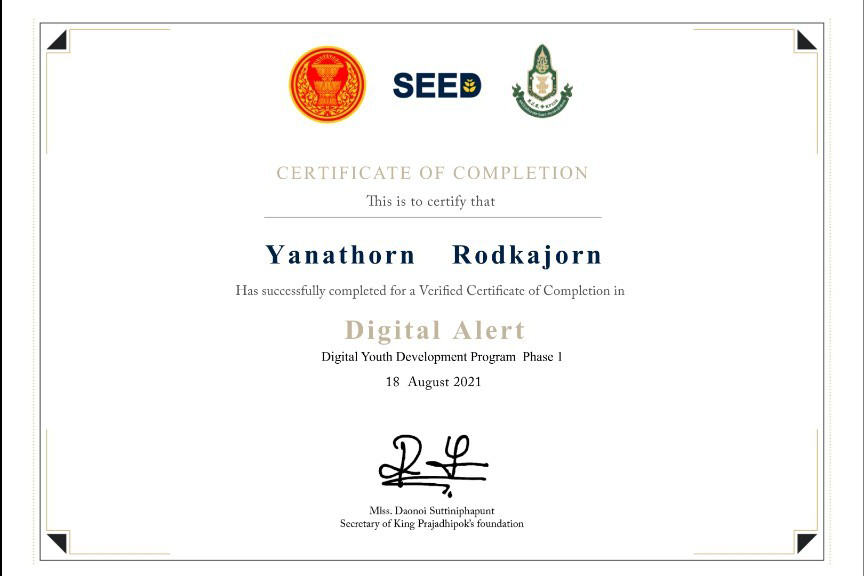 SEED
CERTIFICATE OF COMPLETION
This is to certify that
Yanathorn Rodkajorn
Has successfully completed for a Verified Certificate of Completion in
Digital Alert
Digital Youth Development Program Phase 1
18 August 2021
MIss. Daonoi Suttiniphapunt
Secretary of King Prajadhipok's foundation